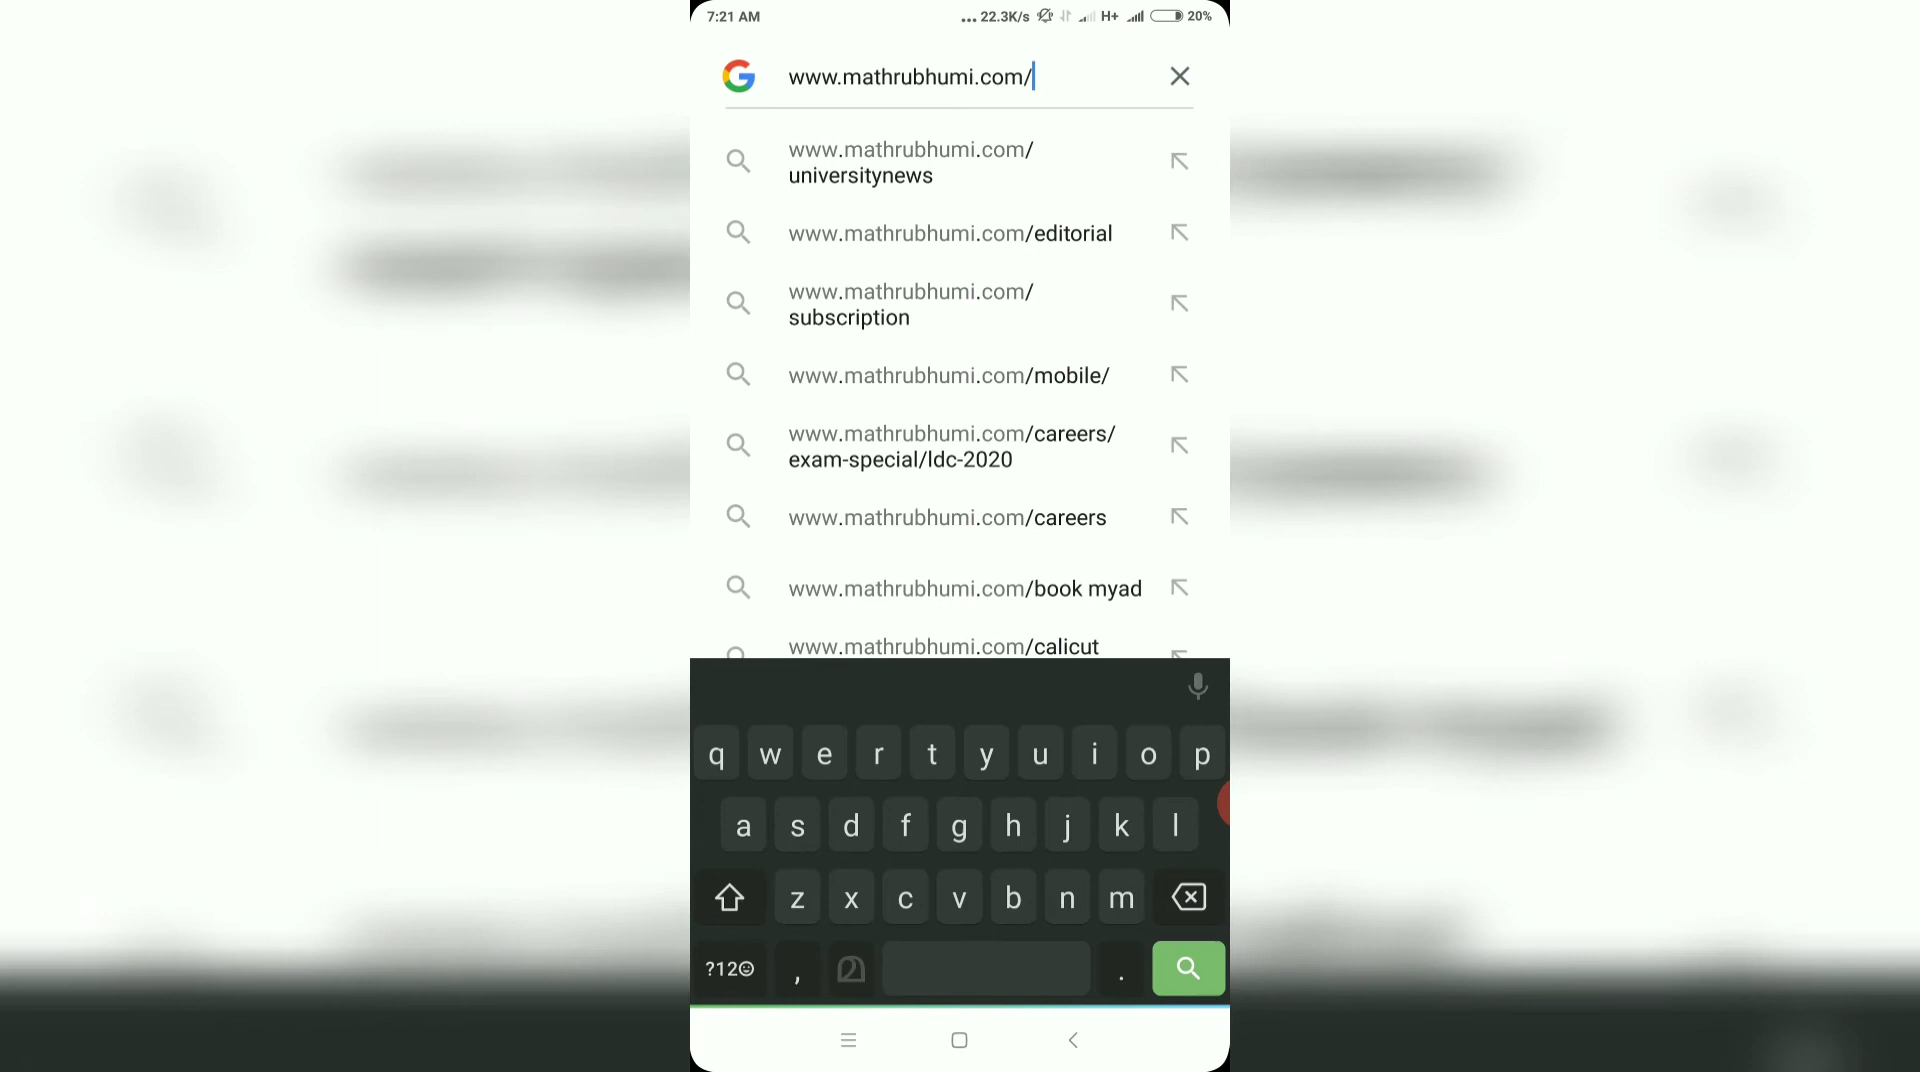 7:21 AM ... 22.3K/s H+ 20%
www.mathrubhumi.com/
www.mathrubhumi.com/
universitynews
www.mathrubhumi.com/editorial
www.mathrubhumi.com/
subscription
www.mathrubhumi.com/mobile/
www.mathrubhumi.com/careers/
exam-special/ldc-2020
www.mathrubhumi.com/careers
www.mathrubhumi.com/book myad
www.mathrubhumi.com/calicut
q w e r t y u i o p
a s d f g h j k l
z x c v b n m
?12☺ , മ .